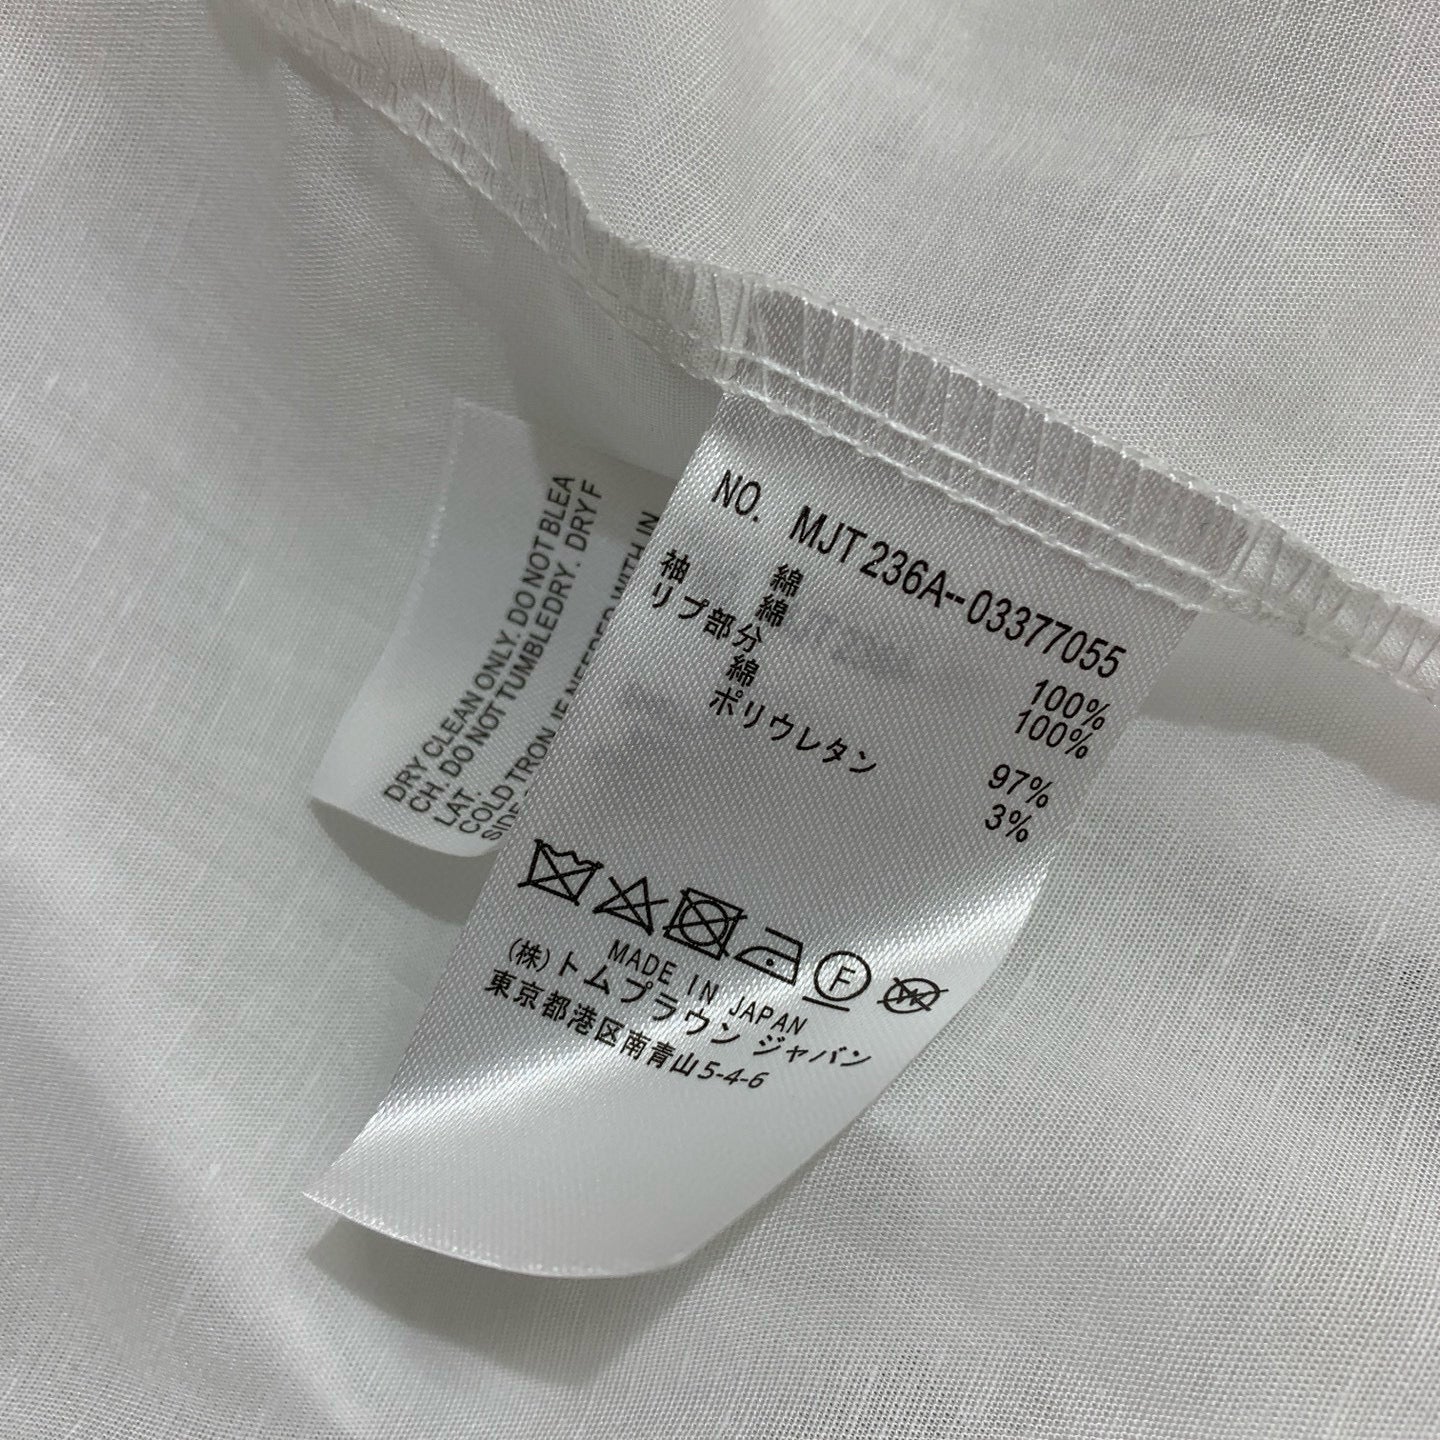 NO. MJT236A--03377055
綿 100%
袖 綿 100%
リブ部分
綿 97%
ポリウレタン 3%
F
W
MADE IN JAPAN
(株)トムブラウン ジャパン
東京都港区南青山5-4-6
DRY CLEAN ONLY. DO NOT BLEA
CH. DO NOT TUMBLEDRY. DRY F
LAT.
COLD IRON IF NEEDED WITH IN
SIDE